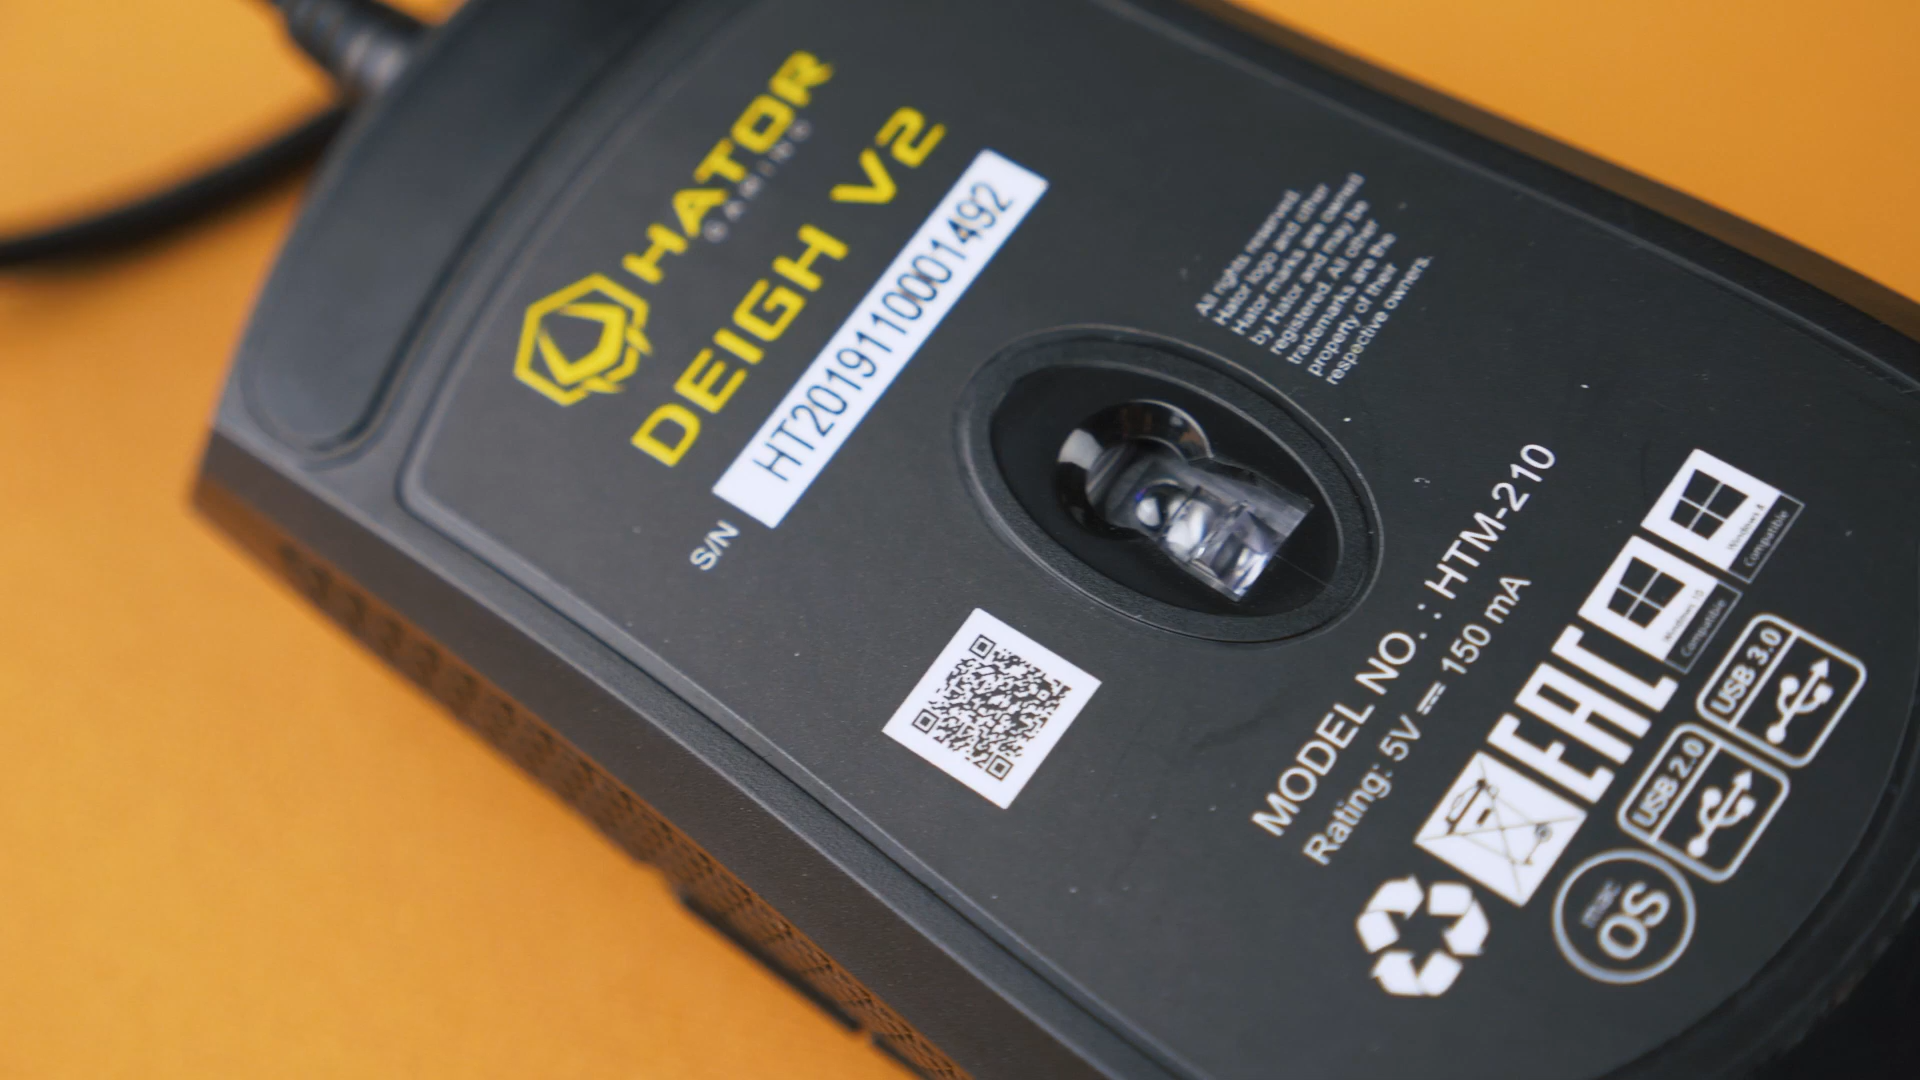 HATOR
GAMING
DEIGH V2
S/N HT20191100001492
All rights reserved.
Hator logo and other
Hator marks are owned
by Hator and may be
registered. All other
trademarks are the
property of their
respective owners.
MODEL NO. : HTM-210
Rating: 5V ⎓ 150 mA
EAC
Windows 10
Compatible
Windows 8
Compatible
USB 2.0
USB 3.0
mac
OS